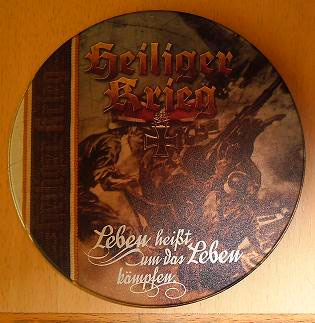 Heiliger
Krieg
Leben heißt
um das Leben
kämpfen